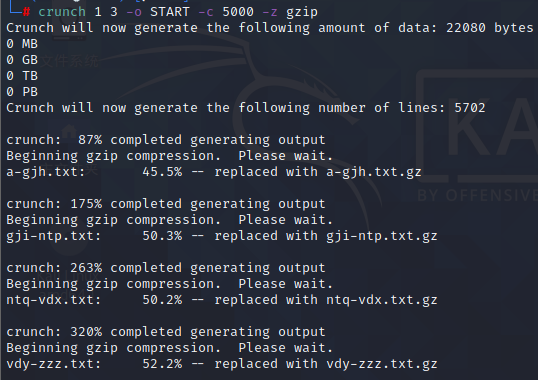 # crunch 1 3 -o START -c 5000 -z gzip
Crunch will now generate the following amount of data: 22080 bytes
0 MB
0 GB
0 TB
0 PB
Crunch will now generate the following number of lines: 5702
crunch:  87% completed generating output
Beginning gzip compression.  Please wait.
a-gjh.txt:       45.5% -- replaced with a-gjh.txt.gz
crunch: 175% completed generating output
Beginning gzip compression.  Please wait.
gji-ntp.txt:     50.3% -- replaced with gji-ntp.txt.gz
crunch: 263% completed generating output
Beginning gzip compression.  Please wait.
ntq-vdx.txt:     50.2% -- replaced with ntq-vdx.txt.gz
crunch: 320% completed generating output
Beginning gzip compression.  Please wait.
vdy-zzz.txt:     52.2% -- replaced with vdy-zzz.txt.gz
KA
BY OFFENSIVE